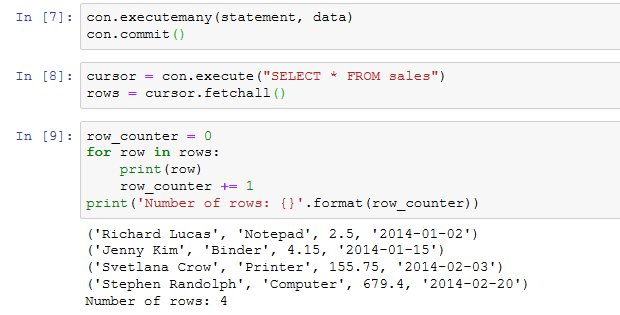 In [7]: con.executemany(statement, data)
con.commit()
In [8]: cursor = con.execute("SELECT * FROM sales")
rows = cursor.fetchall()
In [9]: row_counter = 0
for row in rows:
    print(row)
    row_counter += 1
print('Number of rows: {}'.format(row_counter))
('Richard Lucas', 'Notepad', 2.5, '2014-01-02')
('Jenny Kim', 'Binder', 4.15, '2014-01-15')
('Svetlana Crow', 'Printer', 155.75, '2014-02-03')
('Stephen Randolph', 'Computer', 679.4, '2014-02-20')
Number of rows: 4